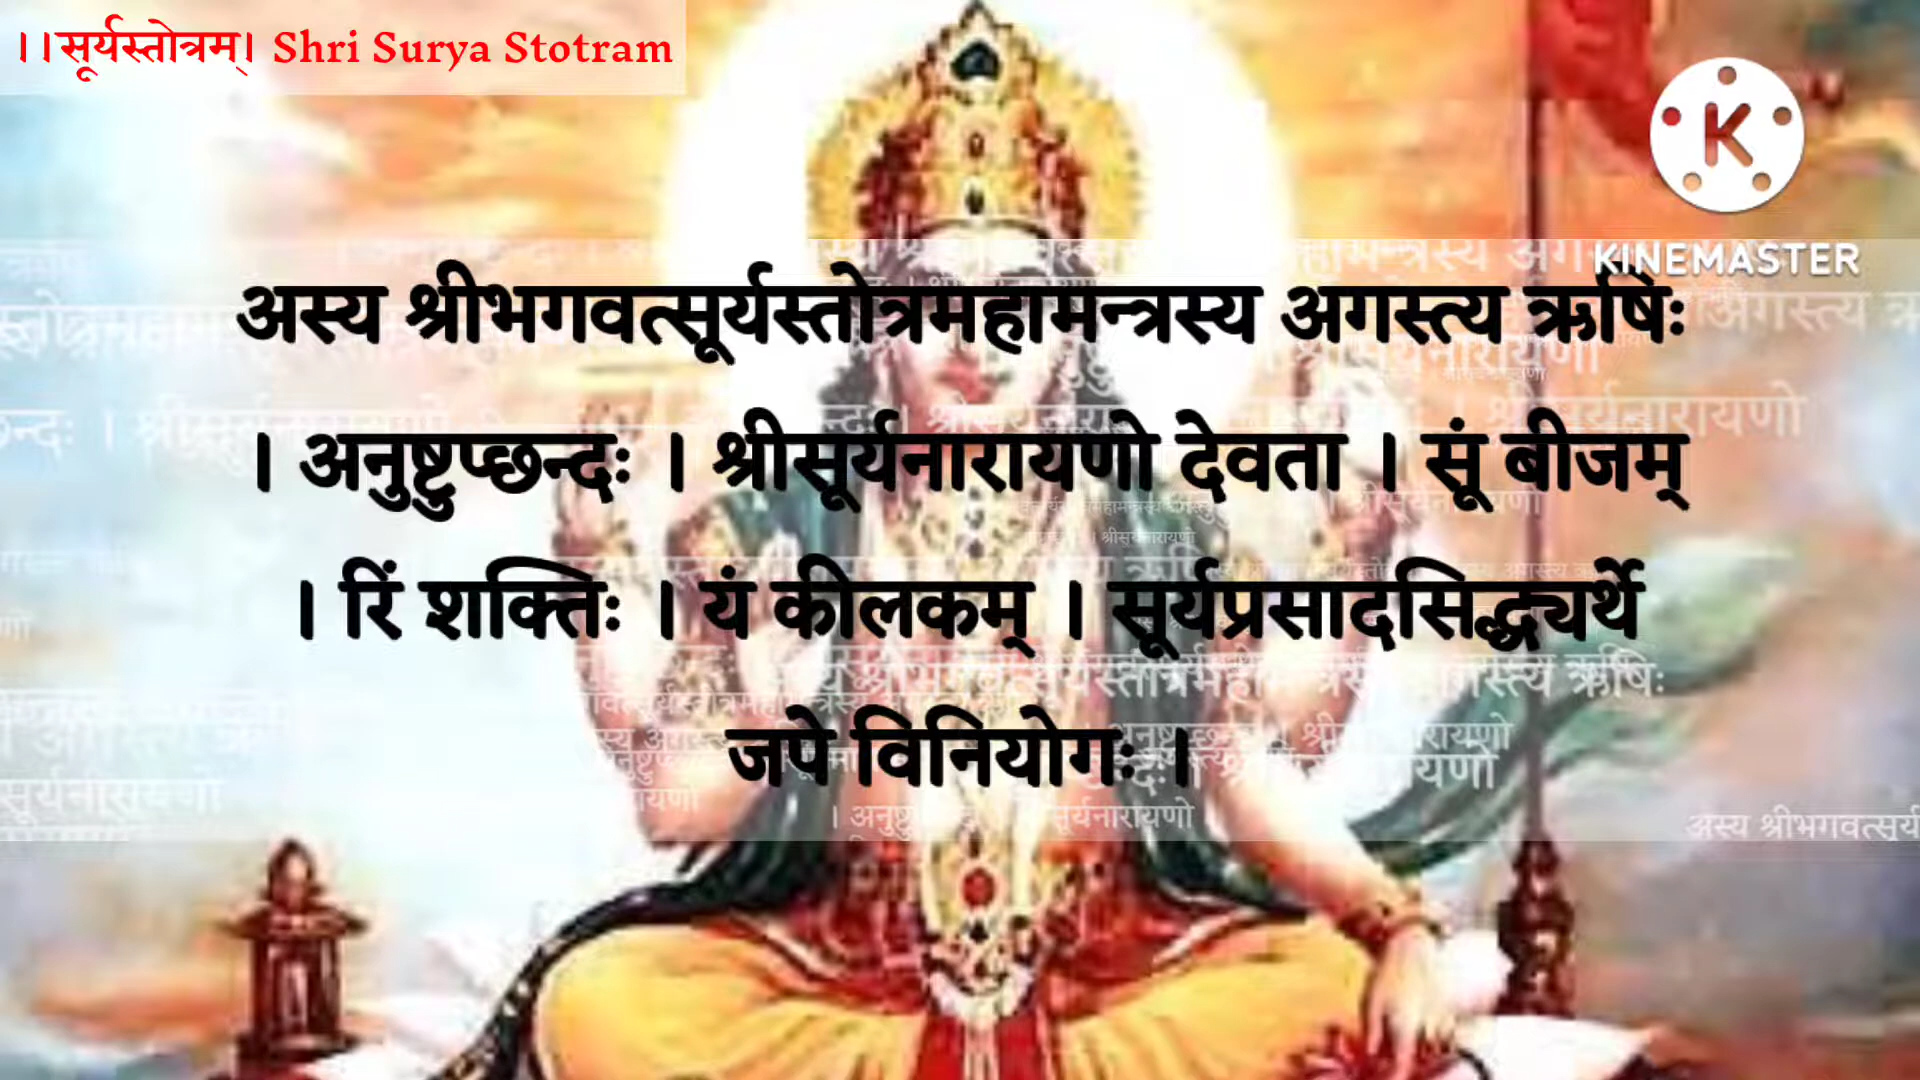 ।।सूर्यस्तोत्रम्। Shri Surya Stotram
KINEMASTER
अस्य श्रीभगवत्सूर्यस्तोत्रमहामन्त्रस्य अगस्त्य ऋषिः
। अनुष्टुप्छन्दः । श्रीसूर्यनारायणो देवता । सूं बीजम्
। रिं शक्तिः । यं कीलकम् । सूर्यप्रसादसिद्ध्यर्थे
जपे विनियोगः ।